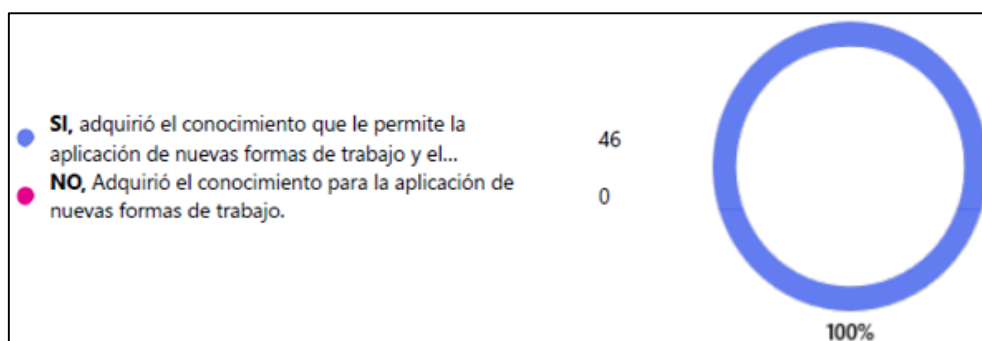 SI, adquirió el conocimiento que le permite la
aplicación de nuevas formas de trabajo y el...
46
NO, Adquirió el conocimiento para la aplicación de
nuevas formas de trabajo.
0
100%